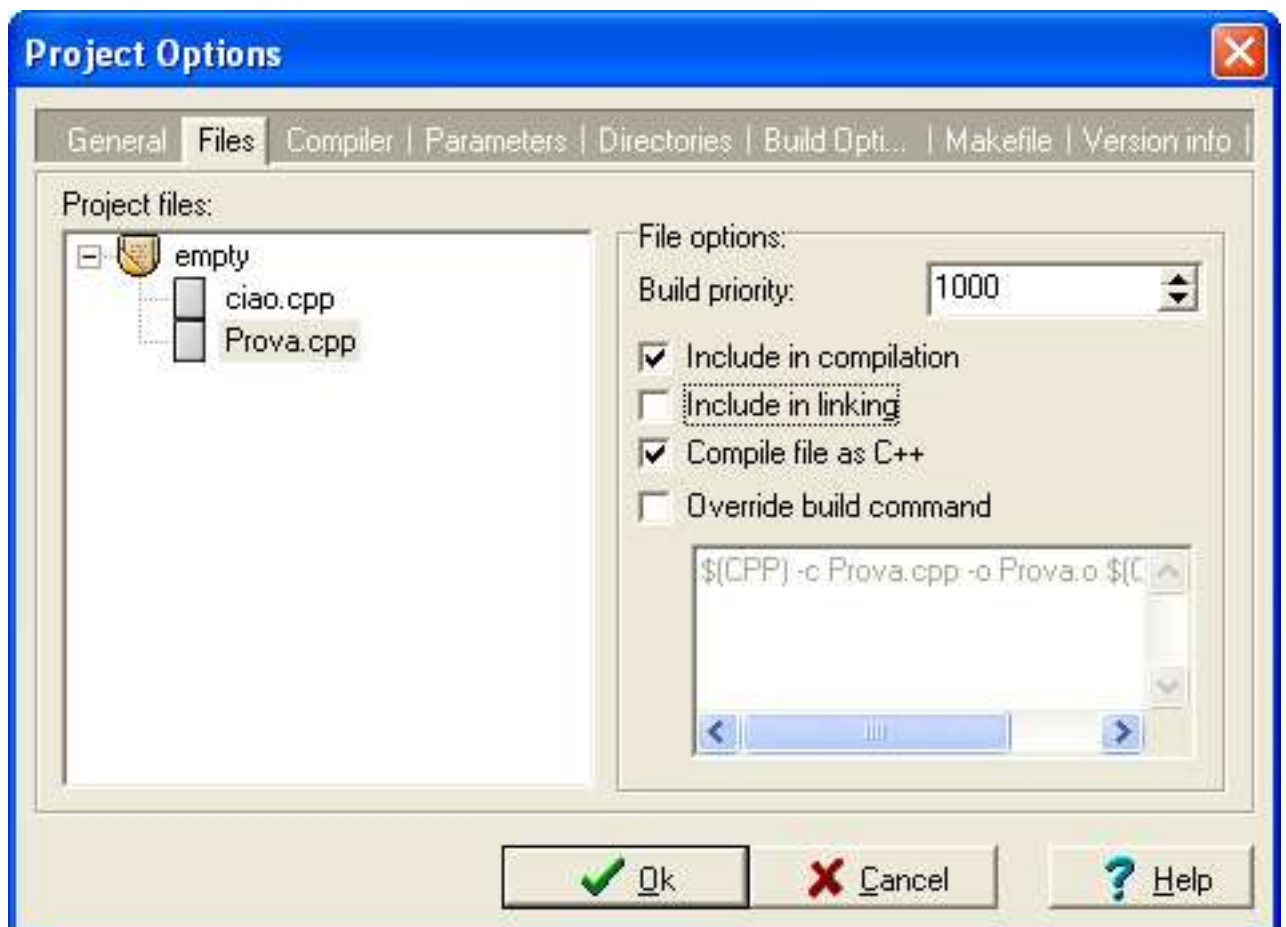 Project Options
General Files Compiler Parameters Directories Build Opti... Makefile Version info
Project files:
empty
ciao.cpp
Prova.cpp
File options:
Build priority: 1000
Include in compilation
Include in linking
Compile file as C++
Override build command
$(CPP) -c Prova.cpp -o Prova.o $(C
Ok Cancel Help